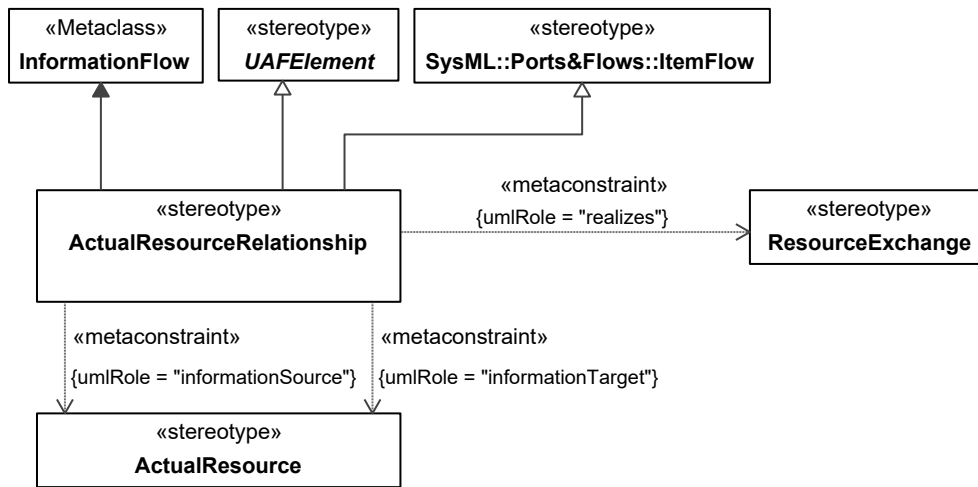 «Metaclass»
InformationFlow
«stereotype»
UAFElement
«stereotype»
SysML::Ports&Flows::ItemFlow
«stereotype»
ActualResourceRelationship
«metaconstraint»
{umlRole = "realizes"}
«stereotype»
ResourceExchange
«metaconstraint»
{umlRole = "informationSource"}
«metaconstraint»
{umlRole = "informationTarget"}
«stereotype»
ActualResource